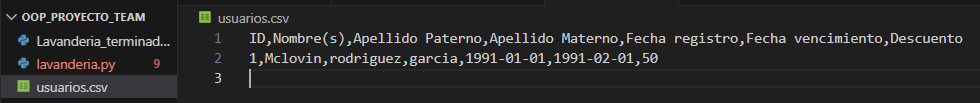 OOP_PROYECTO_TEAM
Lavanderia_terminad...
lavanderia.py 9
usuarios.csv
usuarios.csv
1 ID,Nombre(s),Apellido Paterno,Apellido Materno,Fecha registro,Fecha vencimiento,Descuento
2 1,Mclovin,rodriguez,garcia,1991-01-01,1991-02-01,50
3